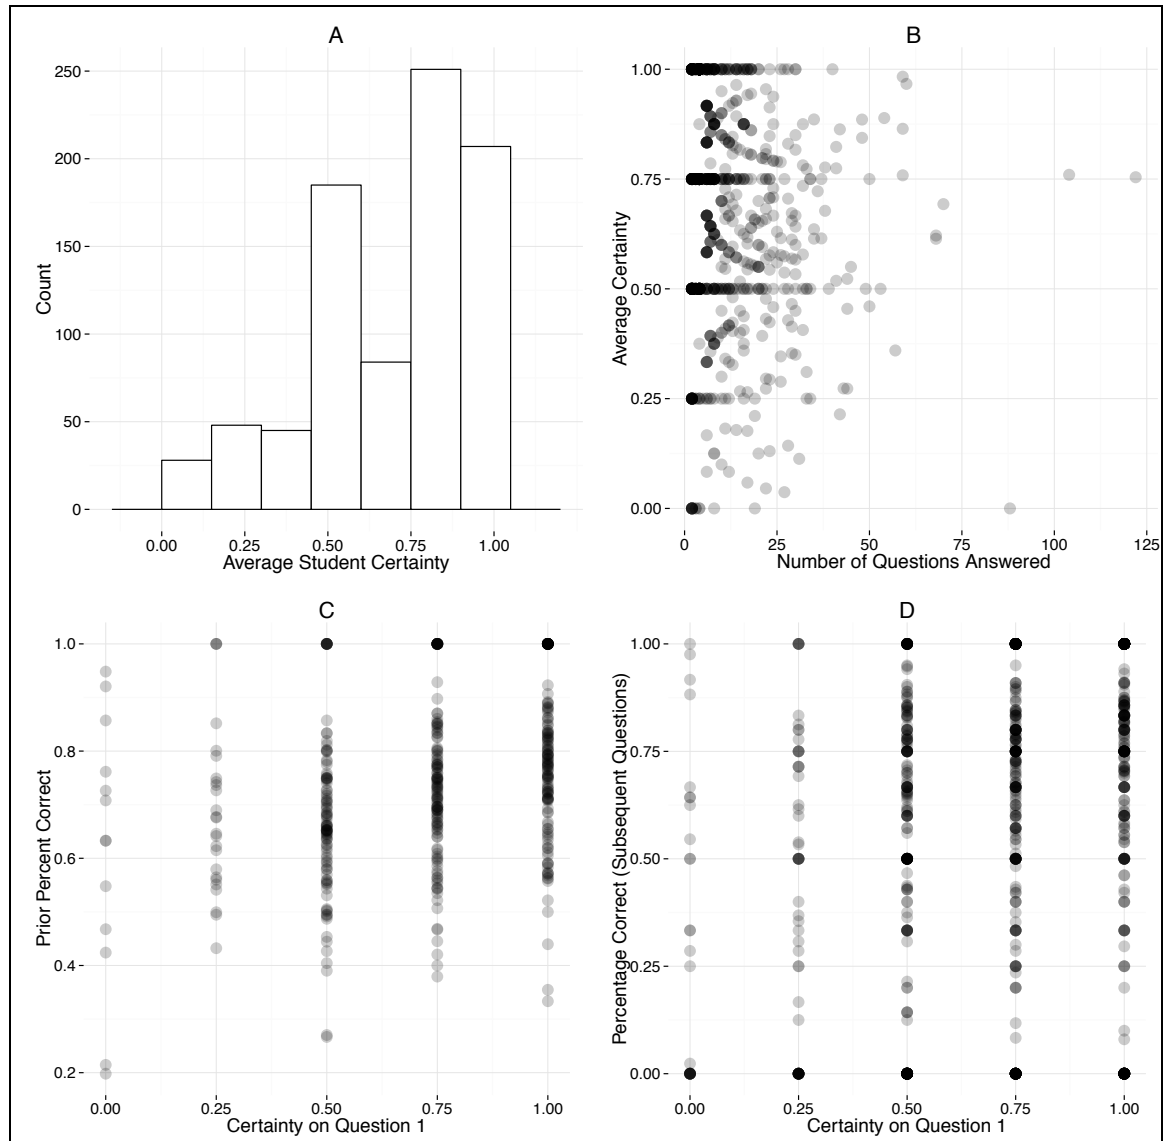 A
Count
250
200
150
100
50
0
0.00 0.25 0.50 0.75 1.00
Average Student Certainty
B
Average Certainty
1.00
0.75
0.50
0.25
0.00
0 25 50 75 100 125
Number of Questions Answered
C
Prior Percent Correct
1.0
0.8
0.6
0.4
0.2
0.00 0.25 0.50 0.75 1.00
Certainty on Question 1
D
Percentage Correct (Subsequent Questions)
1.00
0.75
0.50
0.25
0.00
0.00 0.25 0.50 0.75 1.00
Certainty on Question 1